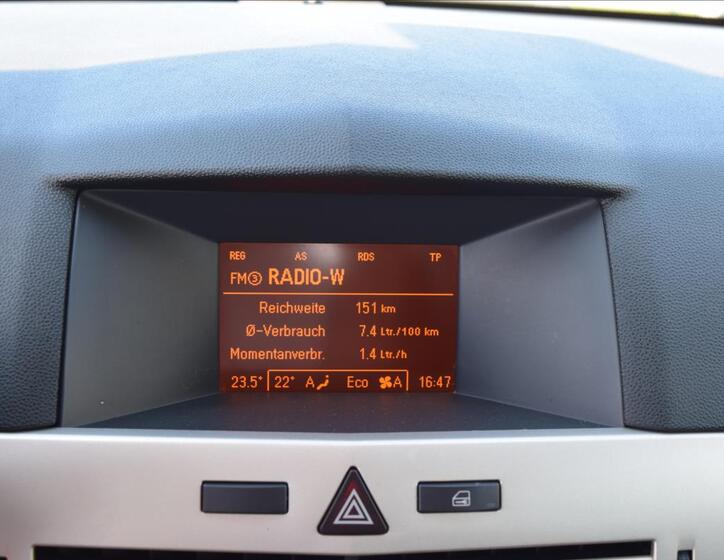 REG AS RDS TP
FM③ RADIO-W
Reichweite 151 km
Ø-Verbrauch 7.4 Ltr./100 km
Momentanverbr. 1.4 Ltr./h
23.5° 22° A Eco A 16:47